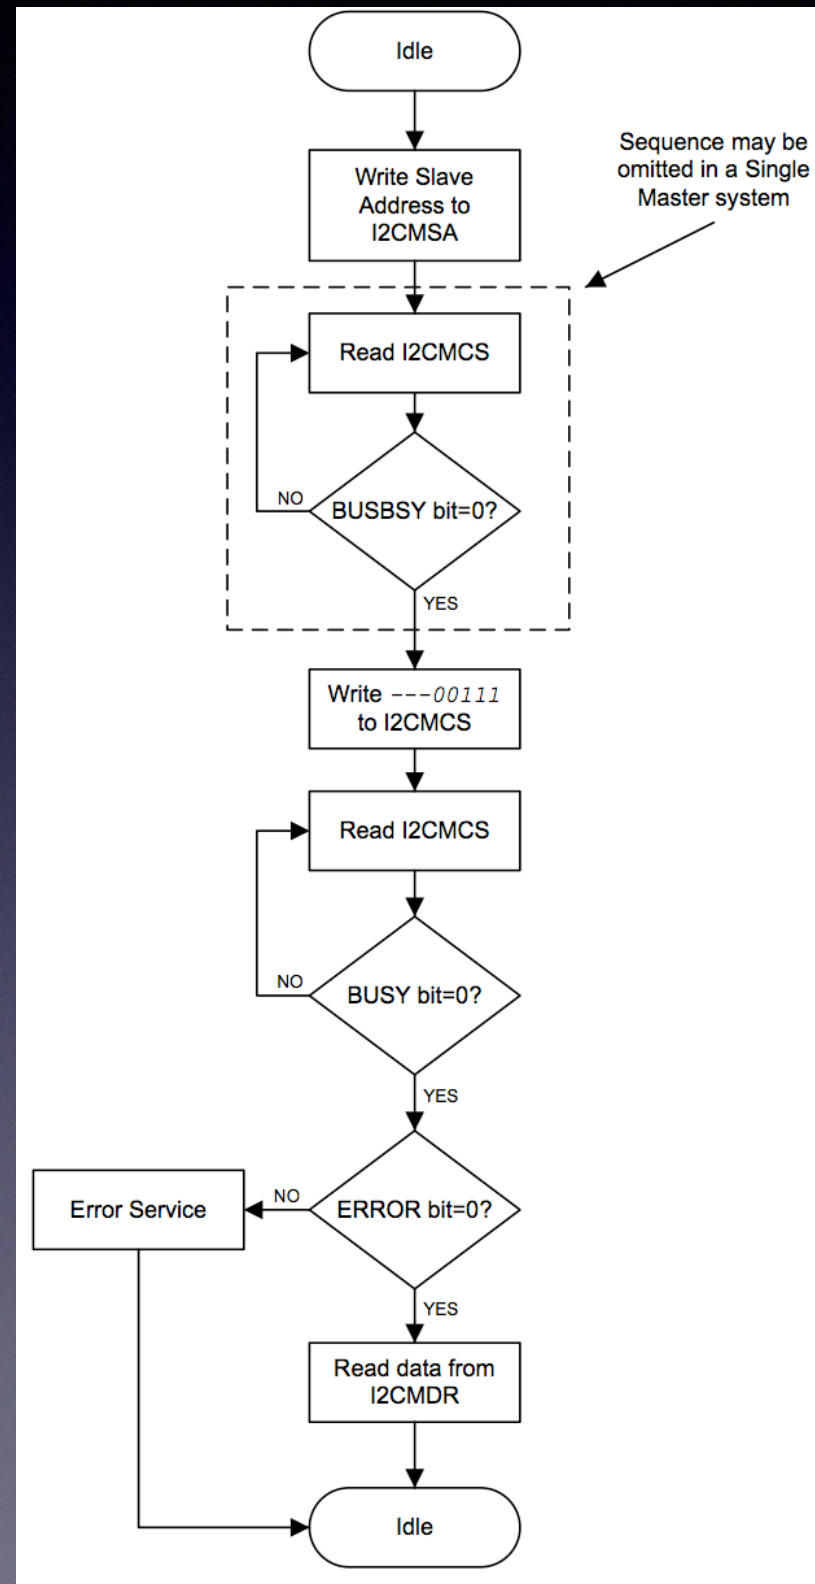 Idle
Write Slave
Address to
I2CMSA
Sequence may be
omitted in a Single
Master system
Read I2CMCS
BUSBSY bit=0?
NO
YES
Write ---00111
to I2CMCS
Read I2CMCS
BUSY bit=0?
NO
YES
ERROR bit=0?
NO
Error Service
YES
Read data from
I2CMDR
Idle